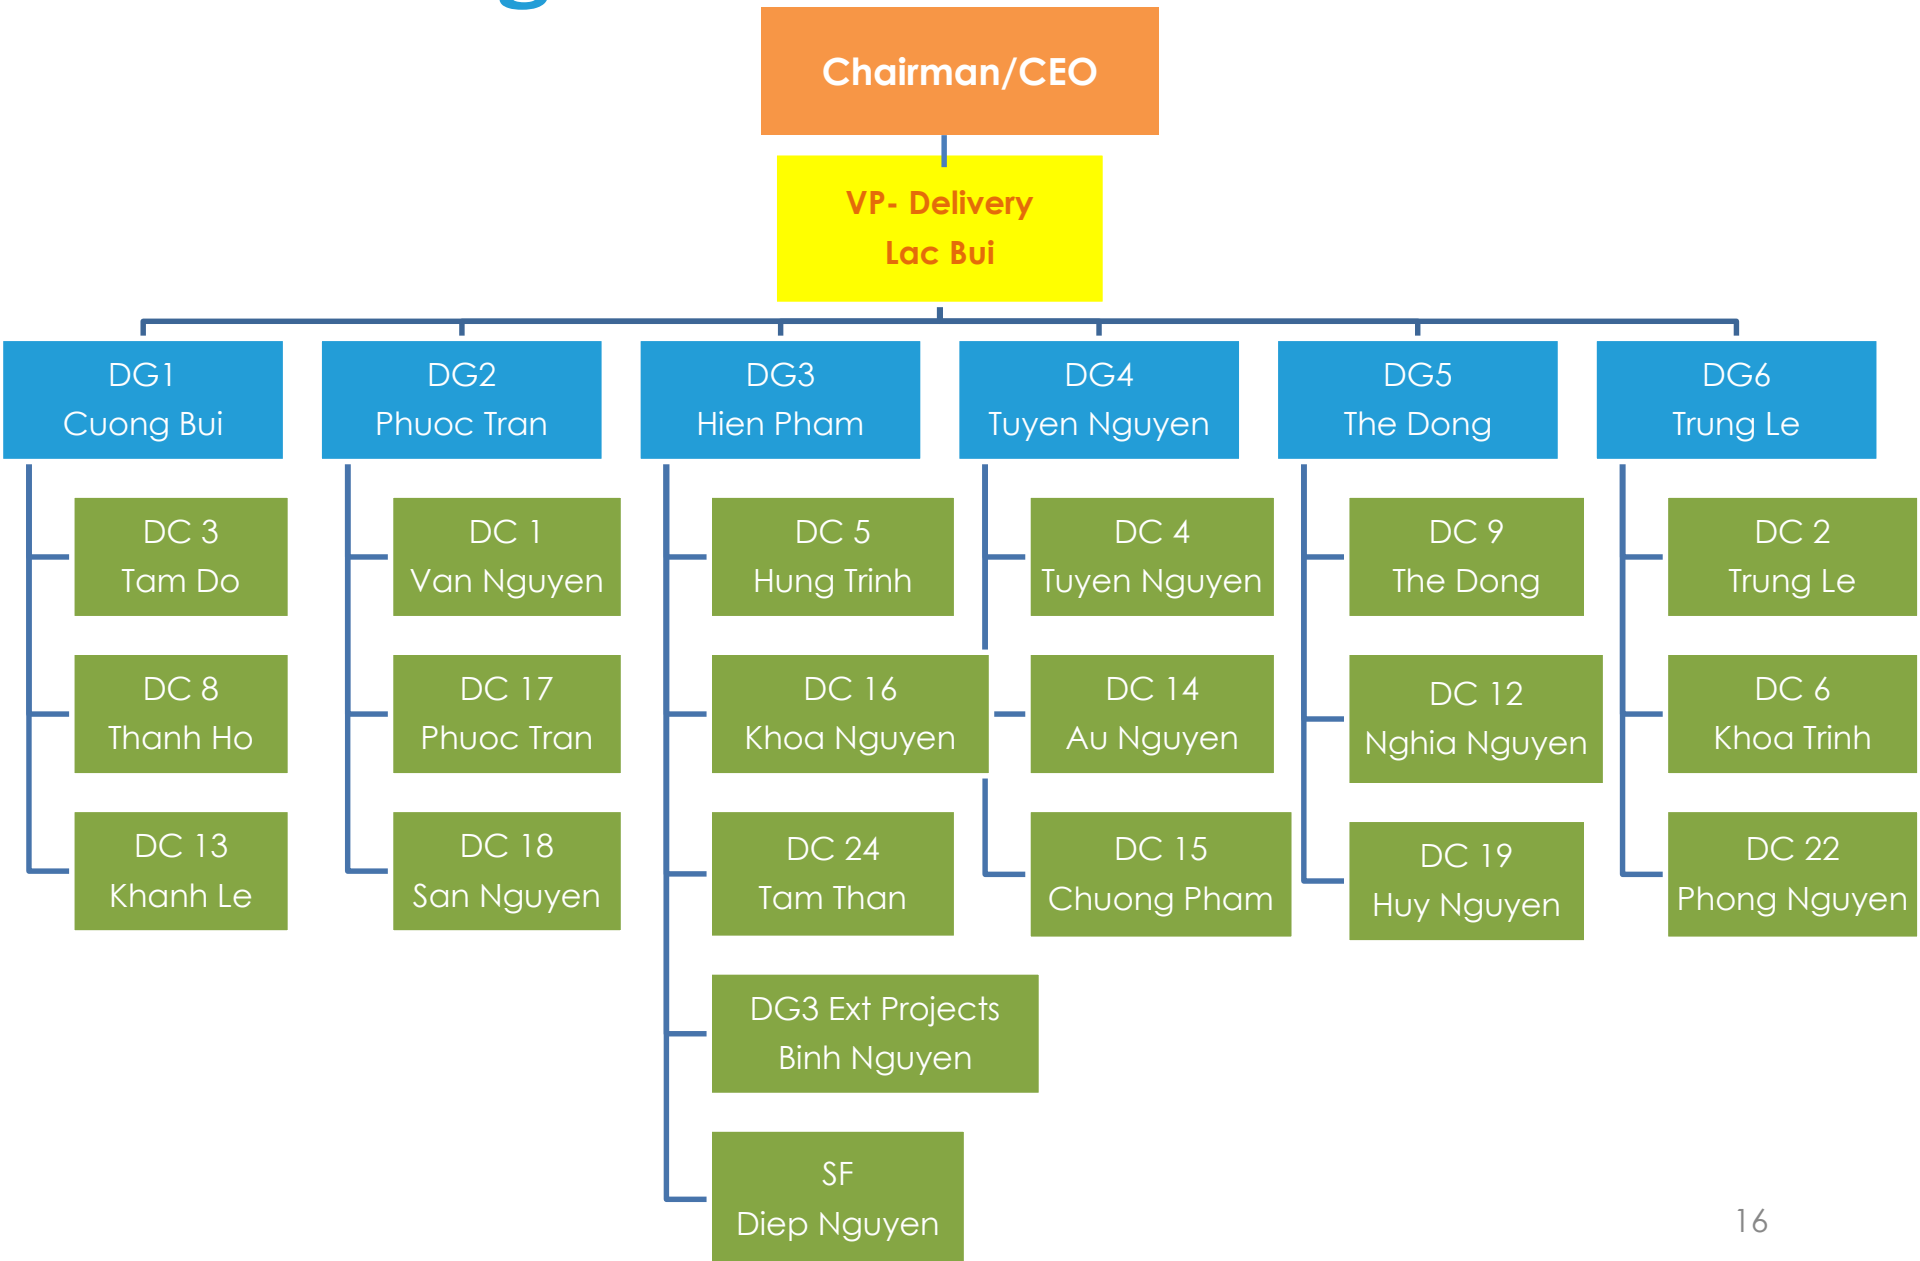 Chairman/CEO
VP- Delivery
Lac Bui
DG1
Cuong Bui
DG2
Phuoc Tran
DG3
Hien Pham
DG4
Tuyen Nguyen
DG5
The Dong
DG6
Trung Le
DC 3
Tam Do
DC 8
Thanh Ho
DC 13
Khanh Le
DC 1
Van Nguyen
DC 17
Phuoc Tran
DC 18
San Nguyen
DC 5
Hung Trinh
DC 16
Khoa Nguyen
DC 24
Tam Than
DG3 Ext Projects
Binh Nguyen
SF
Diep Nguyen
DC 4
Tuyen Nguyen
DC 14
Au Nguyen
DC 15
Chuong Pham
DC 9
The Dong
DC 12
Nghia Nguyen
DC 19
Huy Nguyen
DC 2
Trung Le
DC 6
Khoa Trinh
DC 22
Phong Nguyen
16